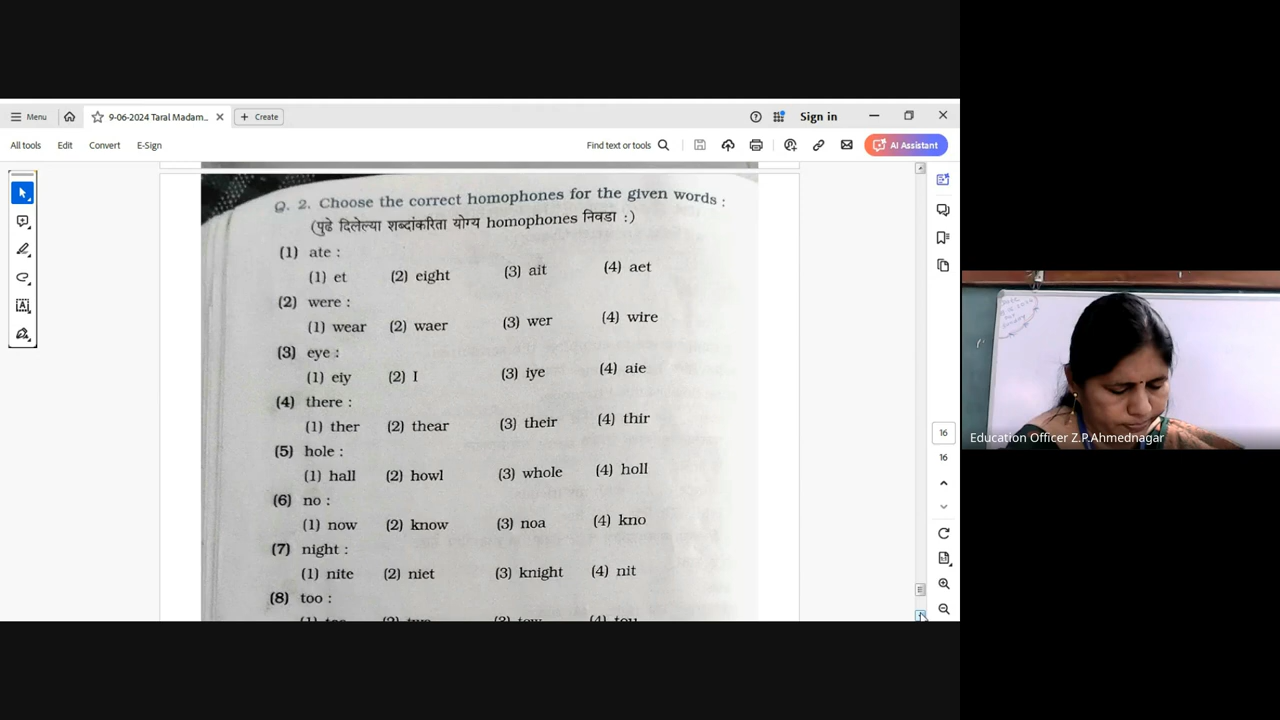 Menu
9-06-2024 Taral Madam...
Create
Sign in
All tools Edit Convert E-Sign
Find text or tools
AI Assistant
Q. 2. Choose the correct homophones for the given words :
(पुढे दिलेल्या शब्दांकरिता योग्य homophones निवडा :)
(1) ate :
(1) et (2) eight (3) ait (4) aet
(2) were :
(1) wear (2) waer (3) wer (4) wire
(3) eye :
(1) eiy (2) I (3) iye (4) aie
(4) there :
(1) ther (2) thear (3) their (4) thir
(5) hole :
(1) hall (2) howl (3) whole (4) holl
(6) no :
(1) now (2) know (3) noa (4) kno
(7) night :
(1) nite (2) niet (3) knight (4) nit
(8) too :
16
16
Education Officer Z.P.Ahmednagar